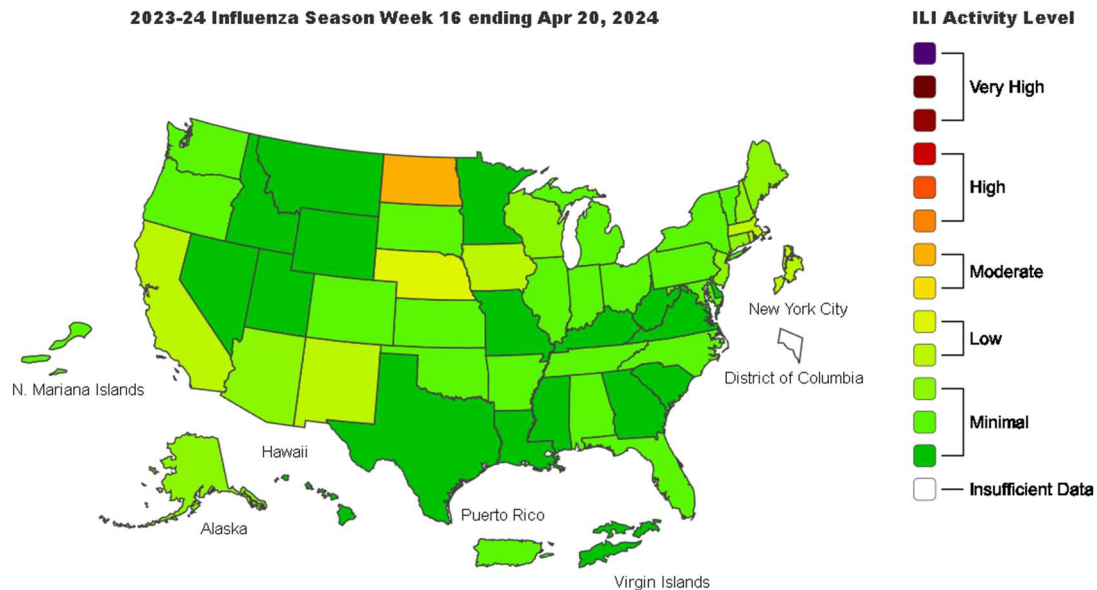 2023-24 Influenza Season Week 16 ending Apr 20, 2024
ILI Activity Level
Very High
High
Moderate
Low
Minimal
Insufficient Data
New York City
District of Columbia
N. Mariana Islands
Hawaii
Alaska
Puerto Rico
Virgin Islands